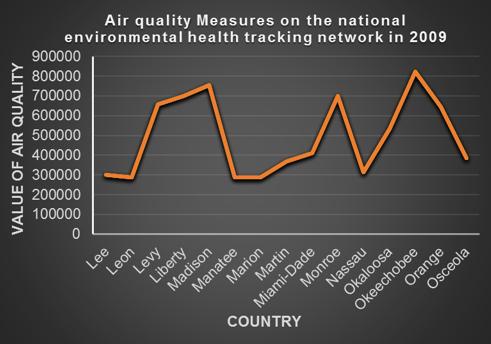 Air quality Measures on the national
environmental health tracking network in 2009
VALUE OF AIR QUALITY
900000
800000
700000
600000
500000
400000
300000
200000
100000
0
Lee
Leon
Levy
Liberty
Madison
Manatee
Marion
Martin
Miami-Dade
Monroe
Nassau
Okaloosa
Okeechobee
Orange
Osceola
COUNTRY